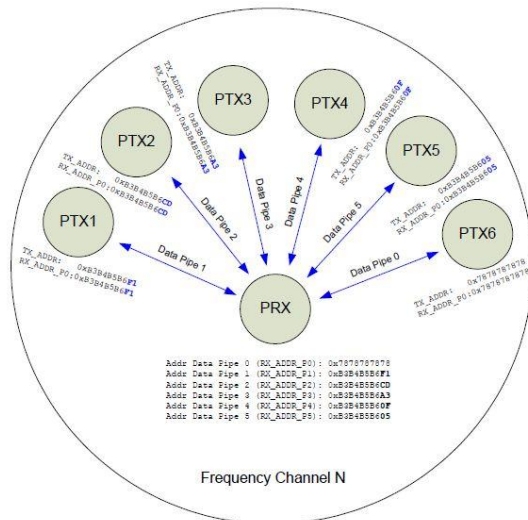 PTX3
PTX4
TX_ADDR: 0xB3B4B5B6A3
RX_ADDR_P0:0xB3B4B5B6A3
TX_ADDR: 0xB3B4B5B60F
RX_ADDR_P0:0xB3B4B5B60F
PTX2
PTX5
TX_ADDR: 0xB3B4B5B6CD
RX_ADDR_P0:0xB3B4B5B6CD
TX_ADDR: 0xB3B4B5B605
RX_ADDR_P0:0xB3B4B5B605
PTX1
PTX6
TX_ADDR: 0xB3B4B5B6F1
RX_ADDR_P0:0xB3B4B5B6F1
TX_ADDR: 0x7878787878
RX_ADDR_P0:0x7878787878
Data Pipe 1
Data Pipe 2
Data Pipe 3
Data Pipe 4
Data Pipe 5
Data Pipe 0
PRX
Addr Data Pipe 0 (RX_ADDR_P0): 0x7878787878
Addr Data Pipe 1 (RX_ADDR_P1): 0xB3B4B5B6F1
Addr Data Pipe 2 (RX_ADDR_P2): 0xB3B4B5B6CD
Addr Data Pipe 3 (RX_ADDR_P3): 0xB3B4B5B6A3
Addr Data Pipe 4 (RX_ADDR_P4): 0xB3B4B5B60F
Addr Data Pipe 5 (RX_ADDR_P5): 0xB3B4B5B605
Frequency Channel N